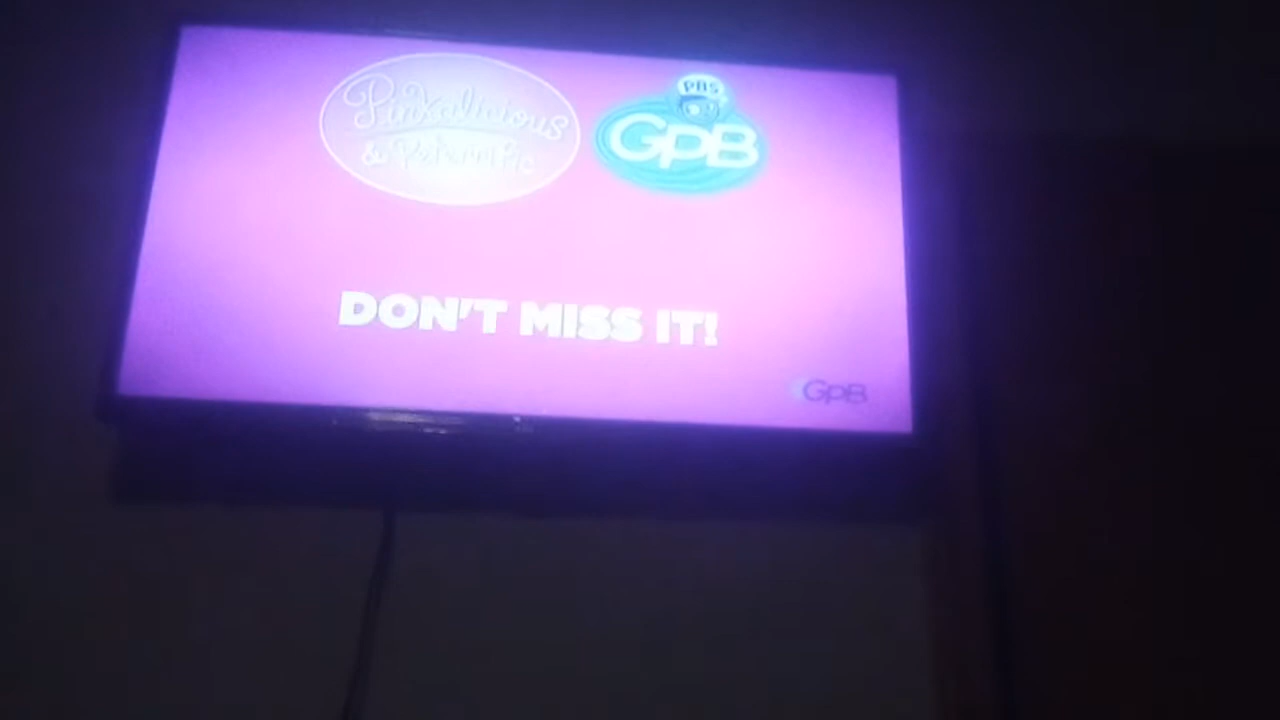 Pinkalicious
& Peterrific
PBS
GPB
DON'T MISS IT!
GPB